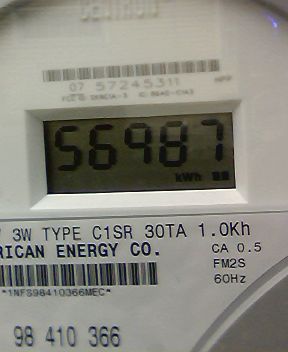 CENTRON
07 57245311
56987
kWh
3W TYPE C1SR 30TA 1.0Kh
RICAN ENERGY CO.
CA 0.5
FM2S
60Hz
*1NFS98410366MEC*
98 410 366